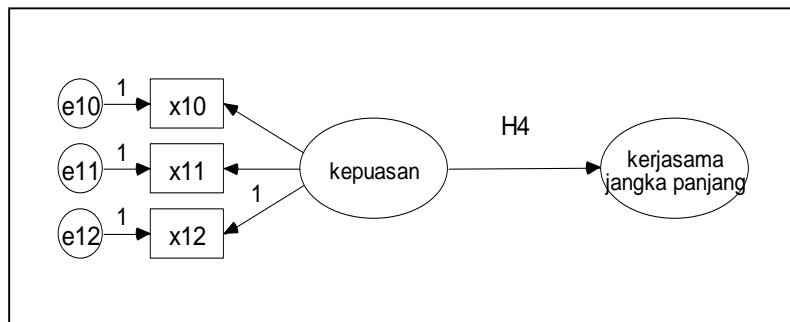 e10
1
x10
e11
1
x11
e12
1
x12
1
kepuasan
H4
kerjasama
jangka panjang